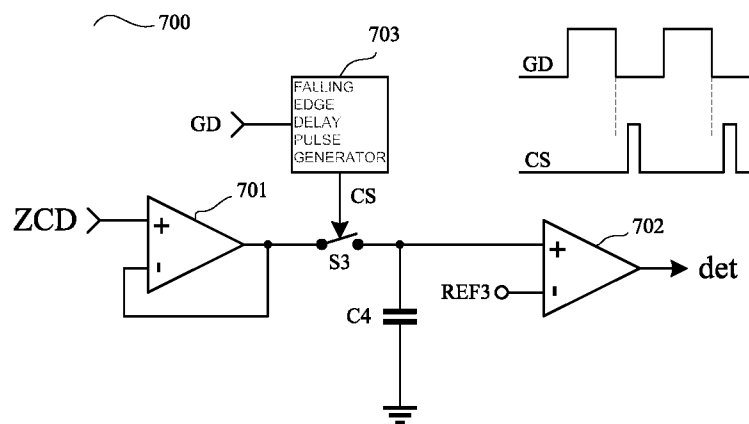 700
703
FALLING
EDGE
DELAY
PULSE
GENERATOR
GD
CS
GD
CS
ZCD
+
-
701
S3
C4
REF3
+
-
702
det